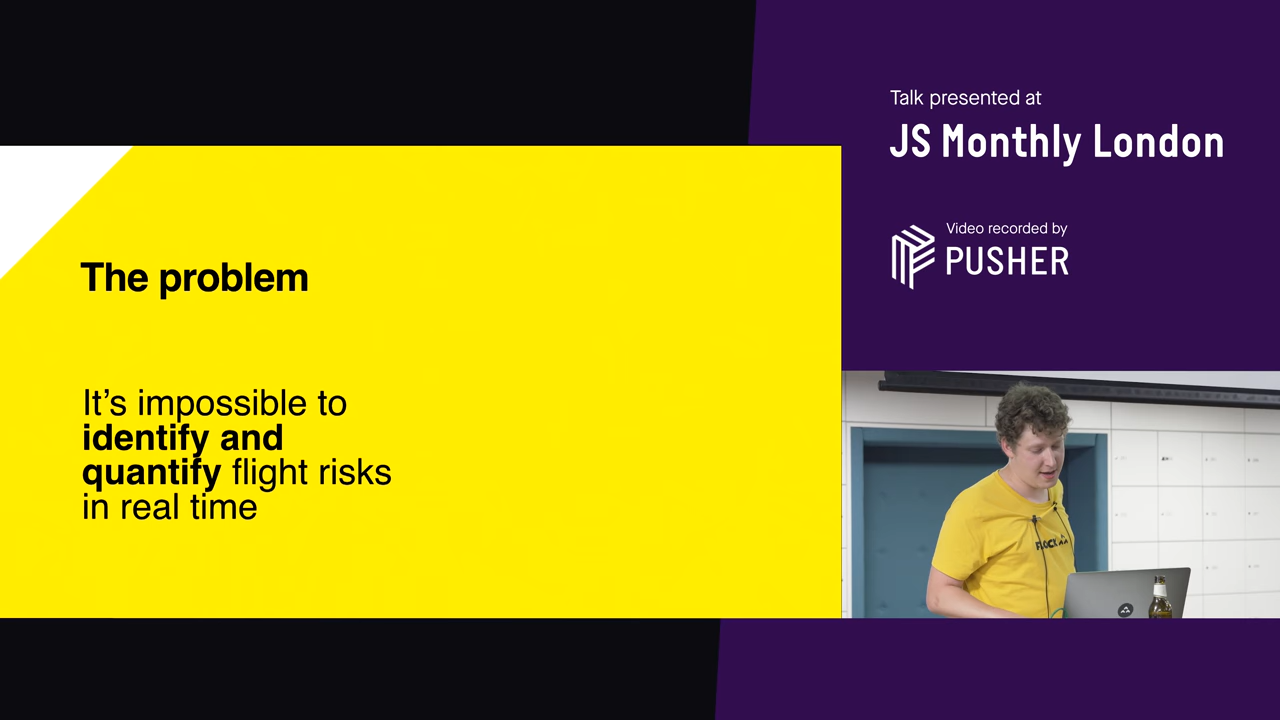 The problem
It's impossible to
identify and
quantify flight risks
in real time
Talk presented at
JS Monthly London
Video recorded by
PUSHER